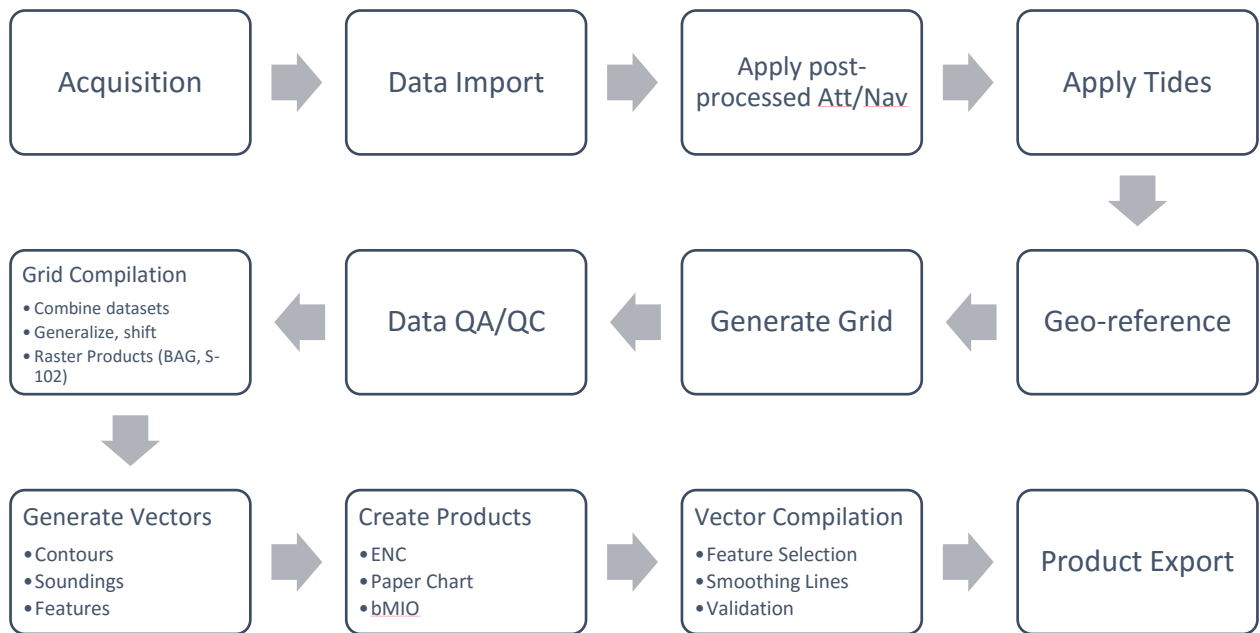 Acquisition
Data Import
Apply post-
processed Att/Nav
Apply Tides
Geo-reference
Generate Grid
Data QA/QC
Grid Compilation
• Combine datasets
• Generalize, shift
• Raster Products (BAG, S-
102)
Generate Vectors
• Contours
• Soundings
• Features
Create Products
• ENC
• Paper Chart
• bMIO
Vector Compilation
• Feature Selection
• Smoothing Lines
• Validation
Product Export